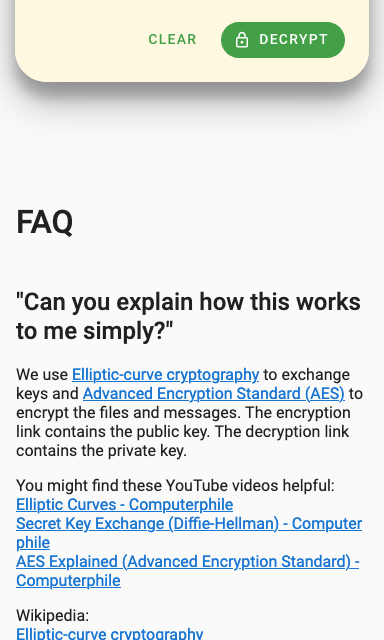 CLEAR
DECRYPT
FAQ
"Can you explain how this works
to me simply?"
We use Elliptic-curve cryptography to exchange
keys and Advanced Encryption Standard (AES) to
encrypt the files and messages. The encryption
link contains the public key. The decryption link
contains the private key.
You might find these YouTube videos helpful:
Elliptic Curves - Computerphile
Secret Key Exchange (Diffie-Hellman) - Computer
phile
AES Explained (Advanced Encryption Standard) -
Computerphile
Wikipedia:
Elliptic-curve cryptography